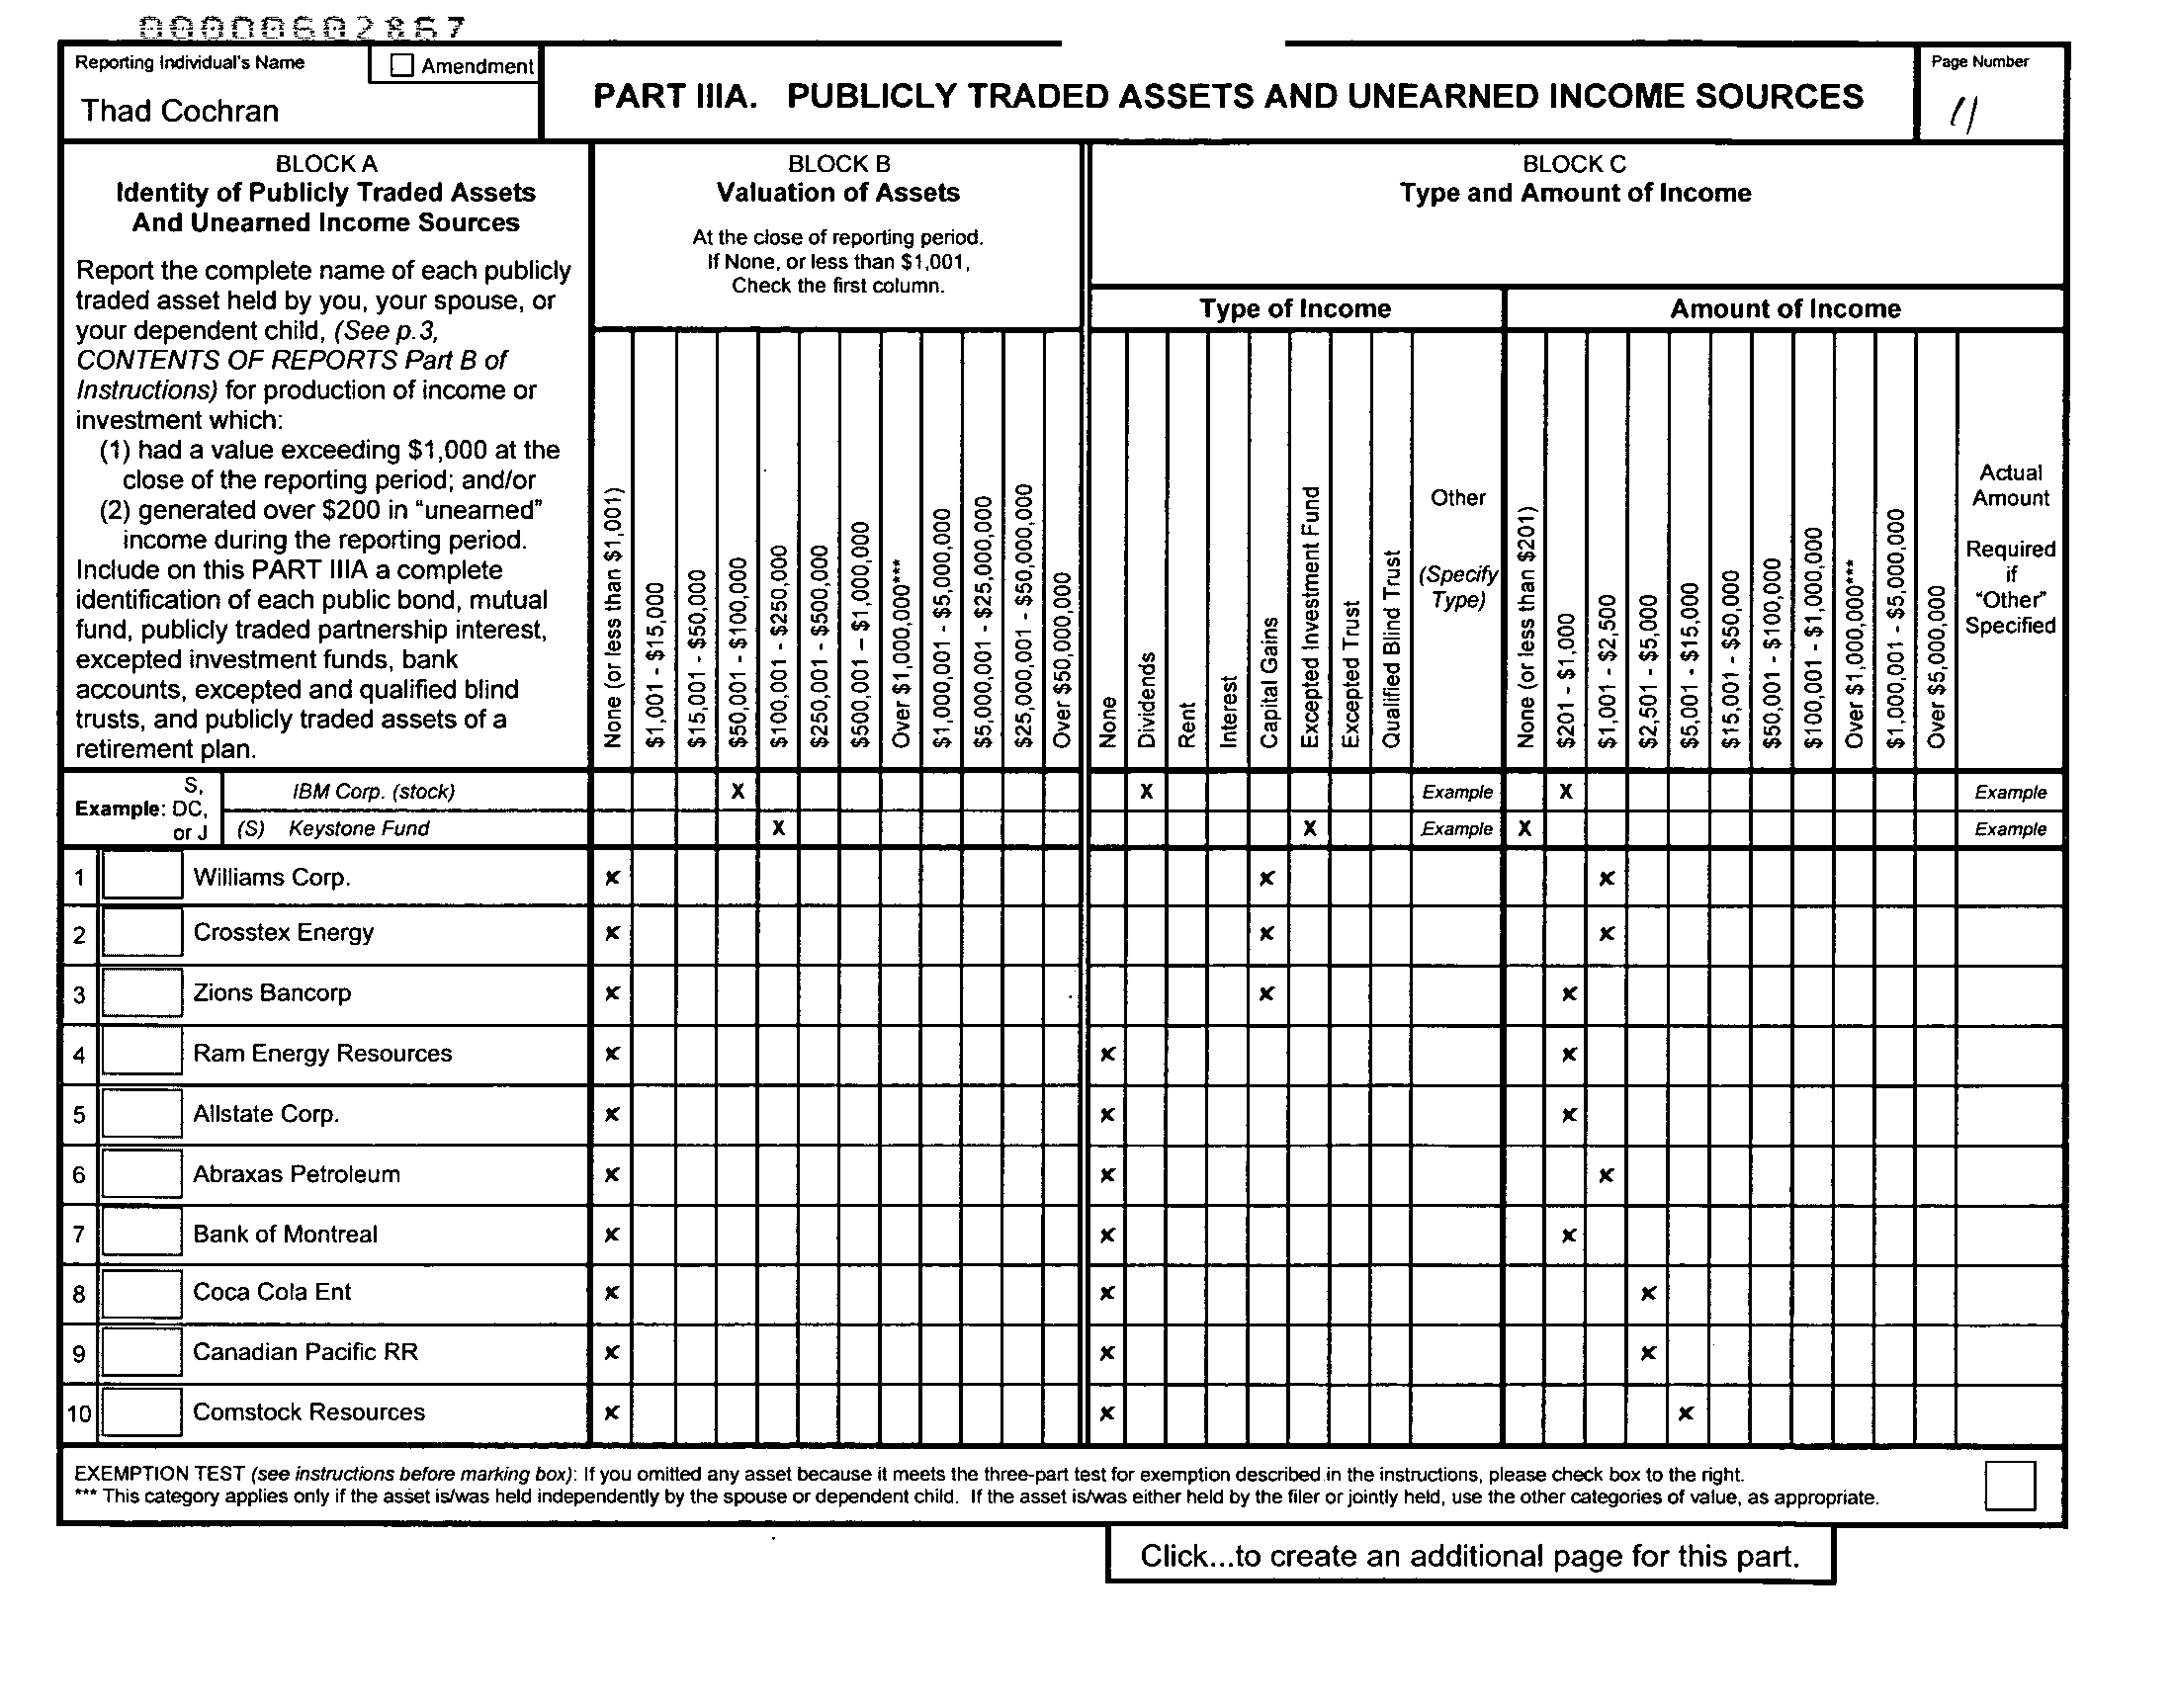 00000602867
Reporting Individual's Name
Amendment
Thad Cochran
PART IIIA. PUBLICLY TRADED ASSETS AND UNEARNED INCOME SOURCES
Page Number
11
BLOCK A
Identity of Publicly Traded Assets
And Unearned Income Sources
Report the complete name of each publicly
traded asset held by you, your spouse, or
your dependent child, (See p.3,
CONTENTS OF REPORTS Part B of
Instructions) for production of income or
investment which:
(1) had a value exceeding $1,000 at the
close of the reporting period; and/or
(2) generated over $200 in "unearned"
income during the reporting period.
Include on this PART IIIA a complete
identification of each public bond, mutual
fund, publicly traded partnership interest,
excepted investment funds, bank
accounts, excepted and qualified blind
trusts, and publicly traded assets of a
retirement plan.
BLOCK B
Valuation of Assets
At the close of reporting period.
If None, or less than $1,001,
Check the first column.
None (or less than $1,001)
$1,001 - $15,000
$15,001 - $50,000
$50,001 - $100,000
$100,001 - $250,000
$250,001 - $500,000
$500,001 – $1,000,000
Over $1,000,000***
$1,000,001 - $5,000,000
$5,000,001 - $25,000,000
$25,000,001 - $50,000,000
Over $50,000,000
BLOCK C
Type and Amount of Income
Type of Income
None
Dividends
Rent
Interest
Capital Gains
Excepted Investment Fund
Excepted Trust
Qualified Blind Trust
Other
(Specify
Type)
Amount of Income
None (or less than $201)
$201 - $1,000
$1,001 - $2,500
$2,501 - $5,000
$5,001 - $15,000
$15,001 - $50,000
$50,001 - $100,000
$100,001 - $1,000,000
Over $1,000,000***
$1,000,001 - $5,000,000
Over $5,000,000
Actual
Amount
Required
if
"Other"
Specified
Example: S,
DC,
or J
IBM Corp. (stock) X X Example X Example
(S) Keystone Fund X X Example X Example
1 Williams Corp. x x x
2 Crosstex Energy x x x
3 Zions Bancorp x x x
4 Ram Energy Resources x x x
5 Allstate Corp. x x x
6 Abraxas Petroleum x x x
7 Bank of Montreal x x x
8 Coca Cola Ent x x x
9 Canadian Pacific RR x x x
10 Comstock Resources x x x
EXEMPTION TEST (see instructions before marking box): If you omitted any asset because it meets the three-part test for exemption described in the instructions, please check box to the right.
*** This category applies only if the asset is/was held independently by the spouse or dependent child. If the asset is/was either held by the filer or jointly held, use the other categories of value, as appropriate.
Click...to create an additional page for this part.